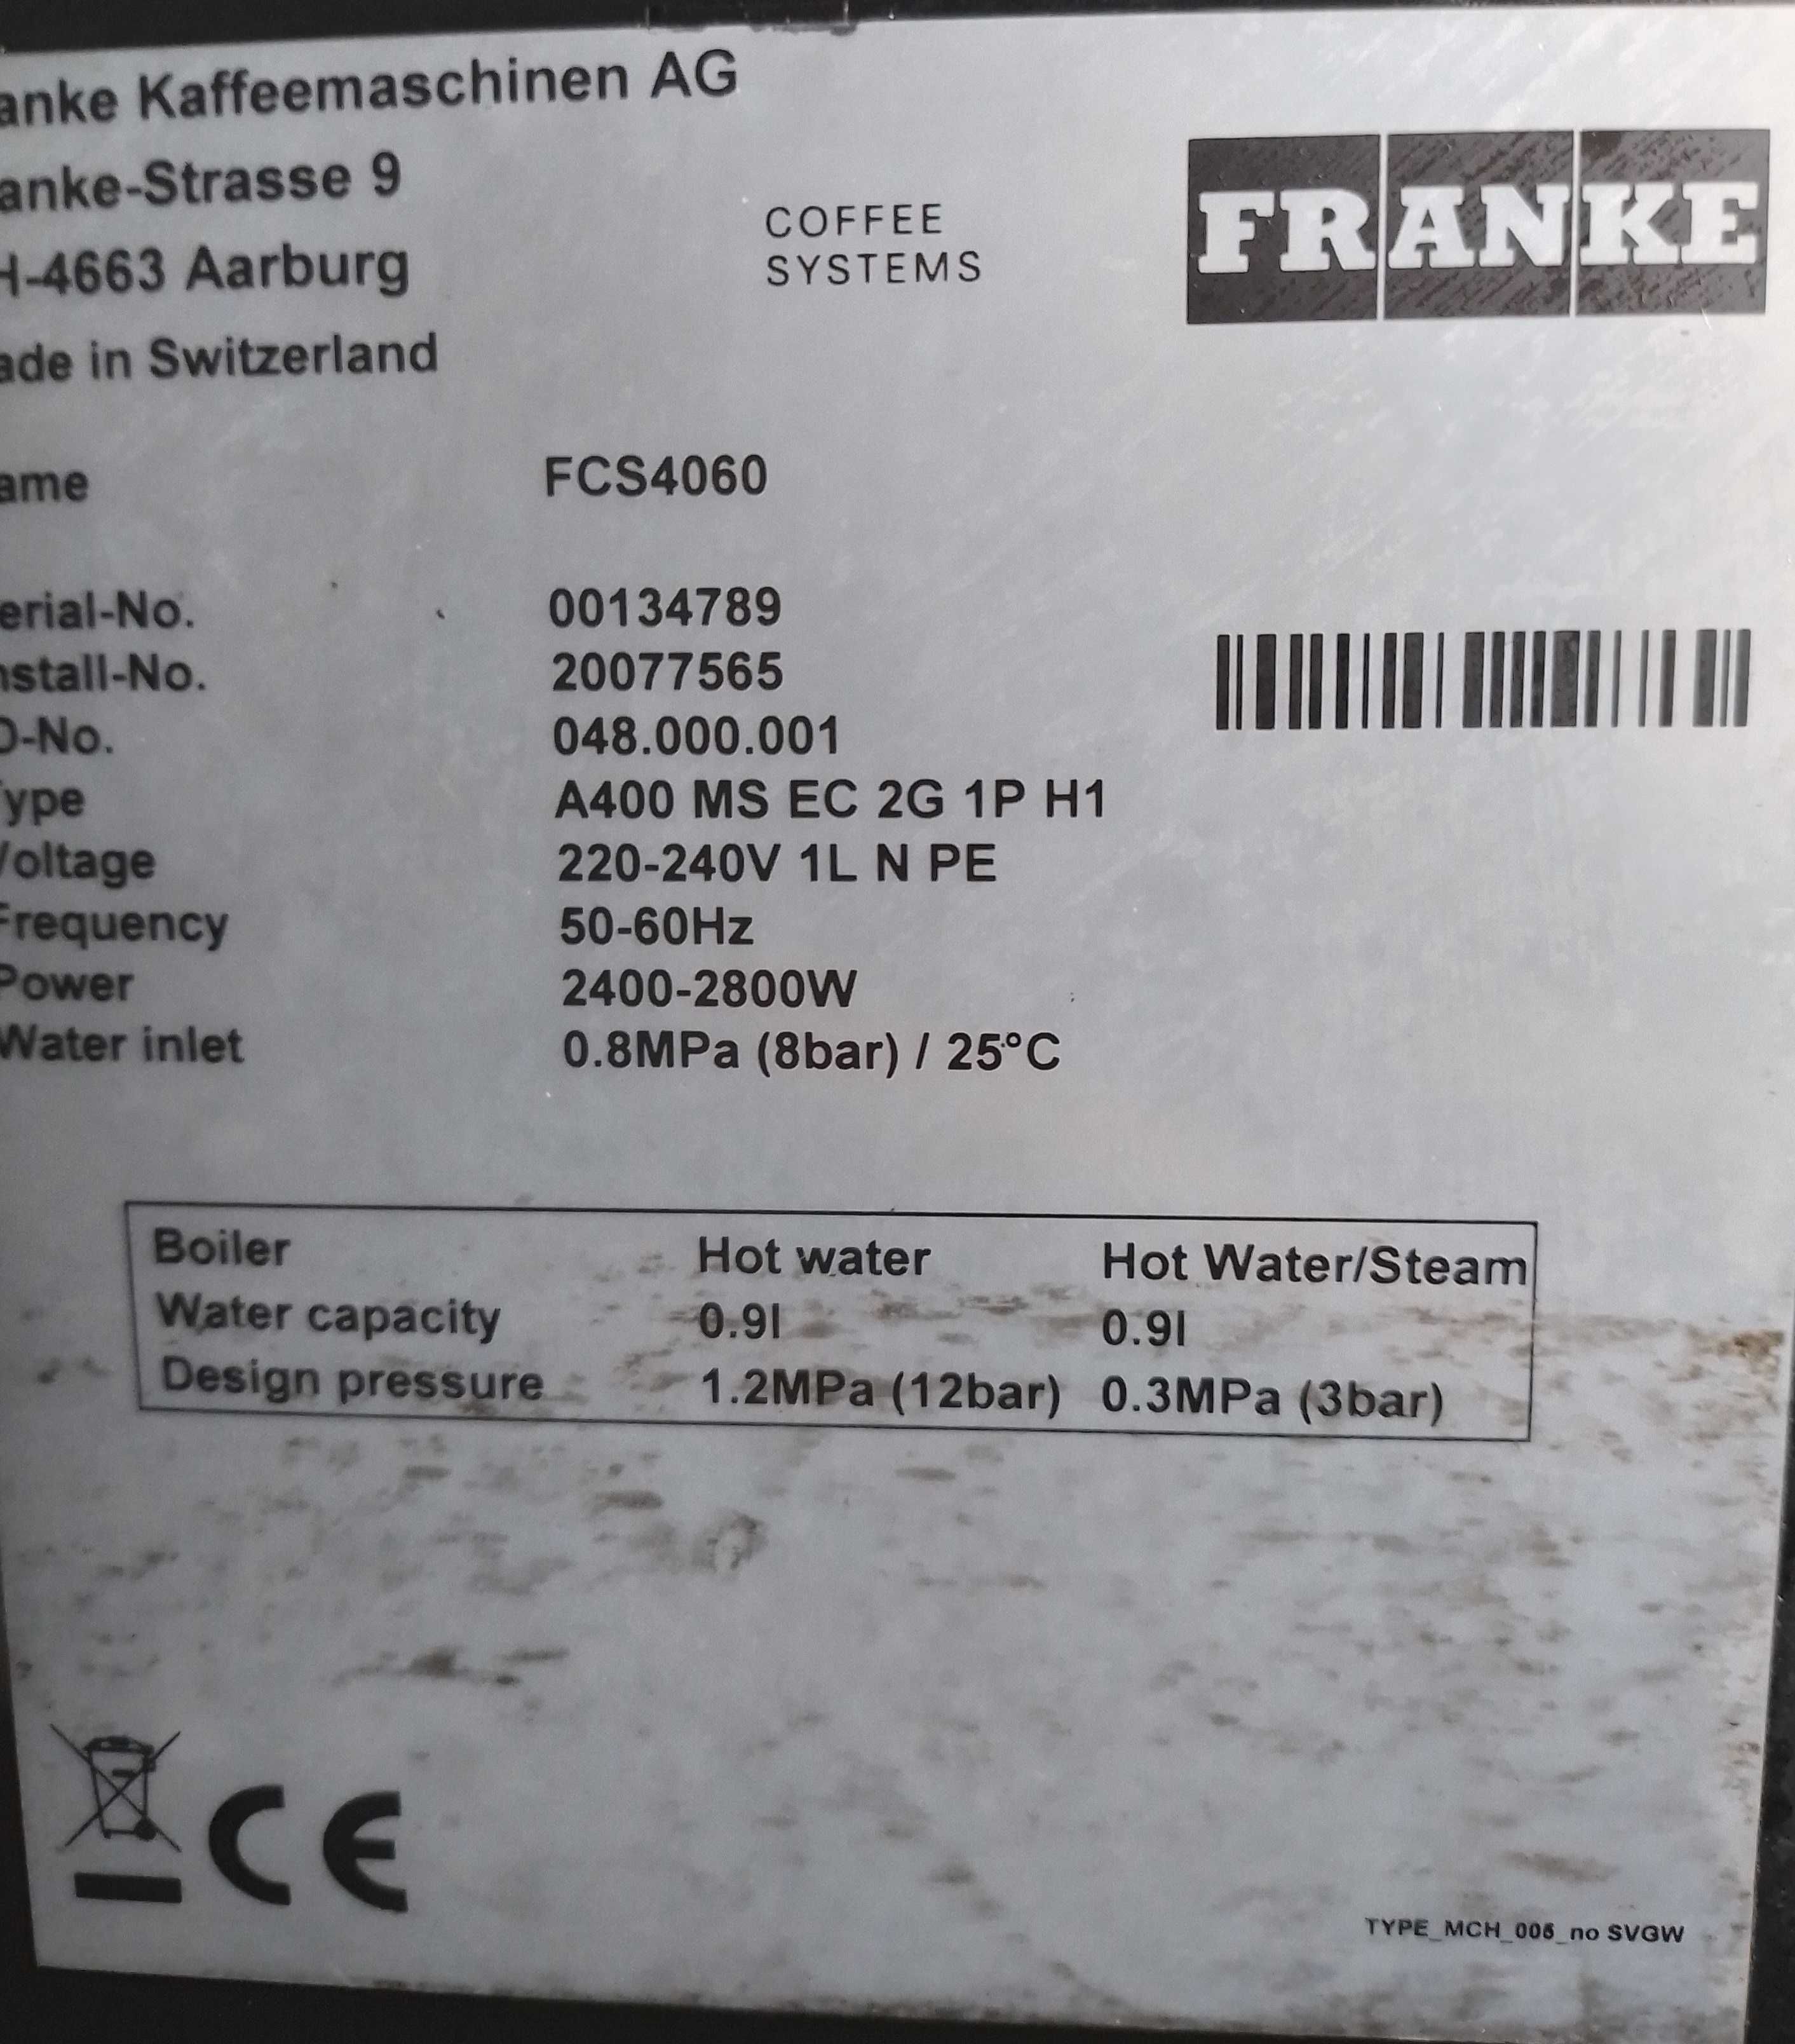 anke Kaffeemaschinen AG
anke-Strasse 9
H-4663 Aarburg
ade in Switzerland
COFFEE
SYSTEMS
FRANKE
ame FCS4060
erial-No. 00134789
nstall-No. 20077565
D-No. 048.000.001
ype A400 MS EC 2G 1P H1
Voltage 220-240V 1L N PE
Frequency 50-60Hz
Power 2400-2800W
Water inlet 0.8MPa (8bar) / 25°C
Boiler Hot water Hot Water/Steam
Water capacity 0.9l 0.9l
Design pressure 1.2MPa (12bar) 0.3MPa (3bar)
CE
TYPE_MCH_005_no SVGW